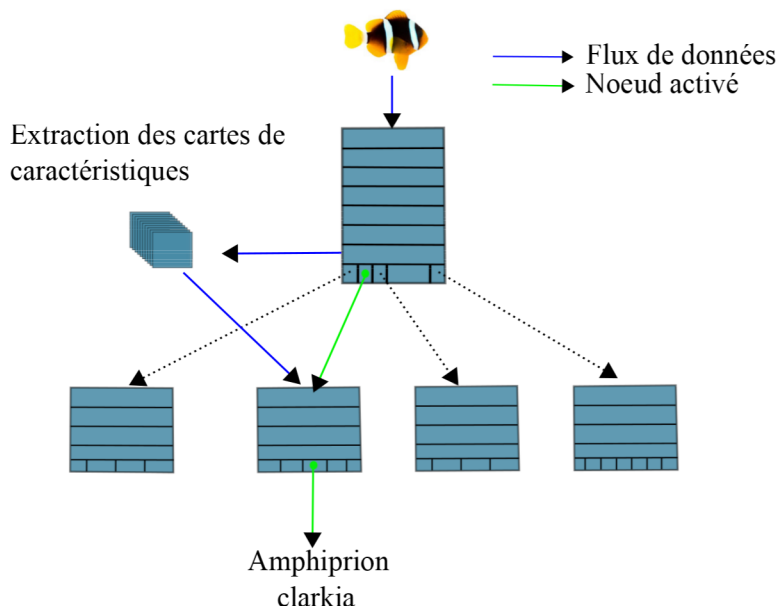 Flux de données
Noeud activé
Extraction des cartes de
caractéristiques
Amphiprion
clarkia